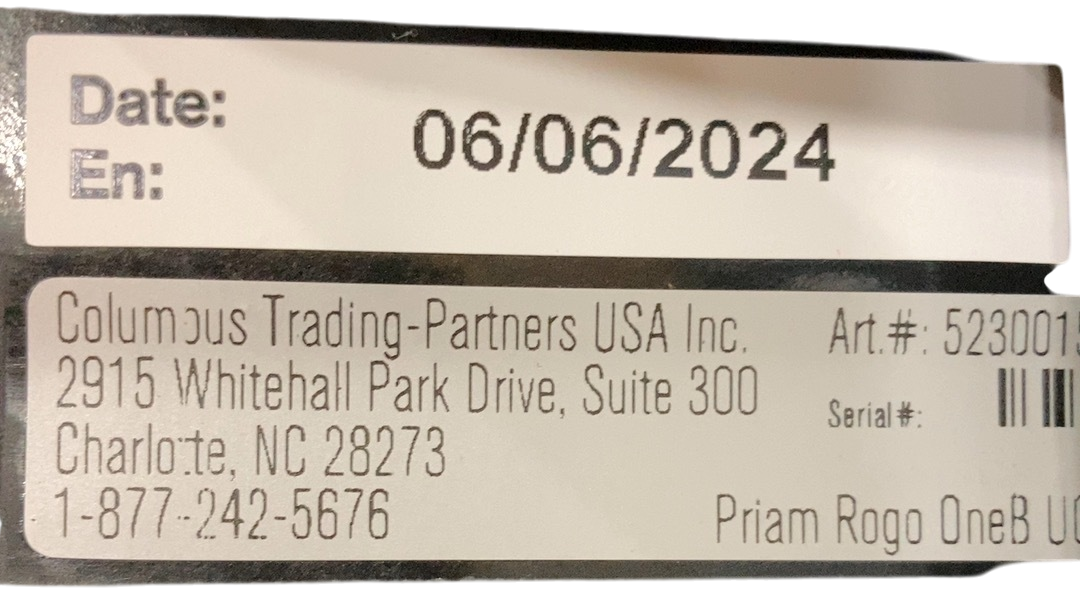 Date:
En:
06/06/2024
Columbus Trading-Partners USA Inc.
2915 Whitehall Park Drive, Suite 300
Charlotte, NC 28273
1-877-242-5676
Art.#: 5230015
Serial#:
Priam Rogo OneB